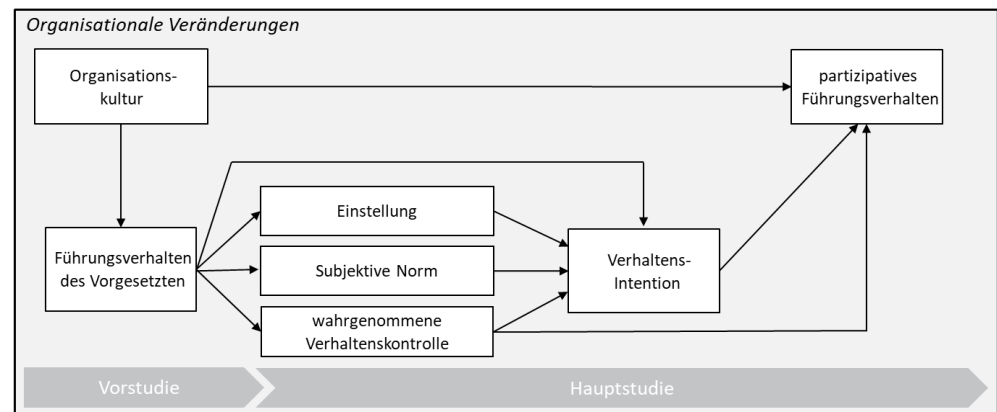 Organisationale Veränderungen
Organisations-
kultur
partizipatives
Führungsverhalten
Einstellung
Führungsverhalten
des Vorgesetzten
Subjektive Norm
Verhaltens-
Intention
wahrgenommene
Verhaltenskontrolle
Vorstudie
Hauptstudie